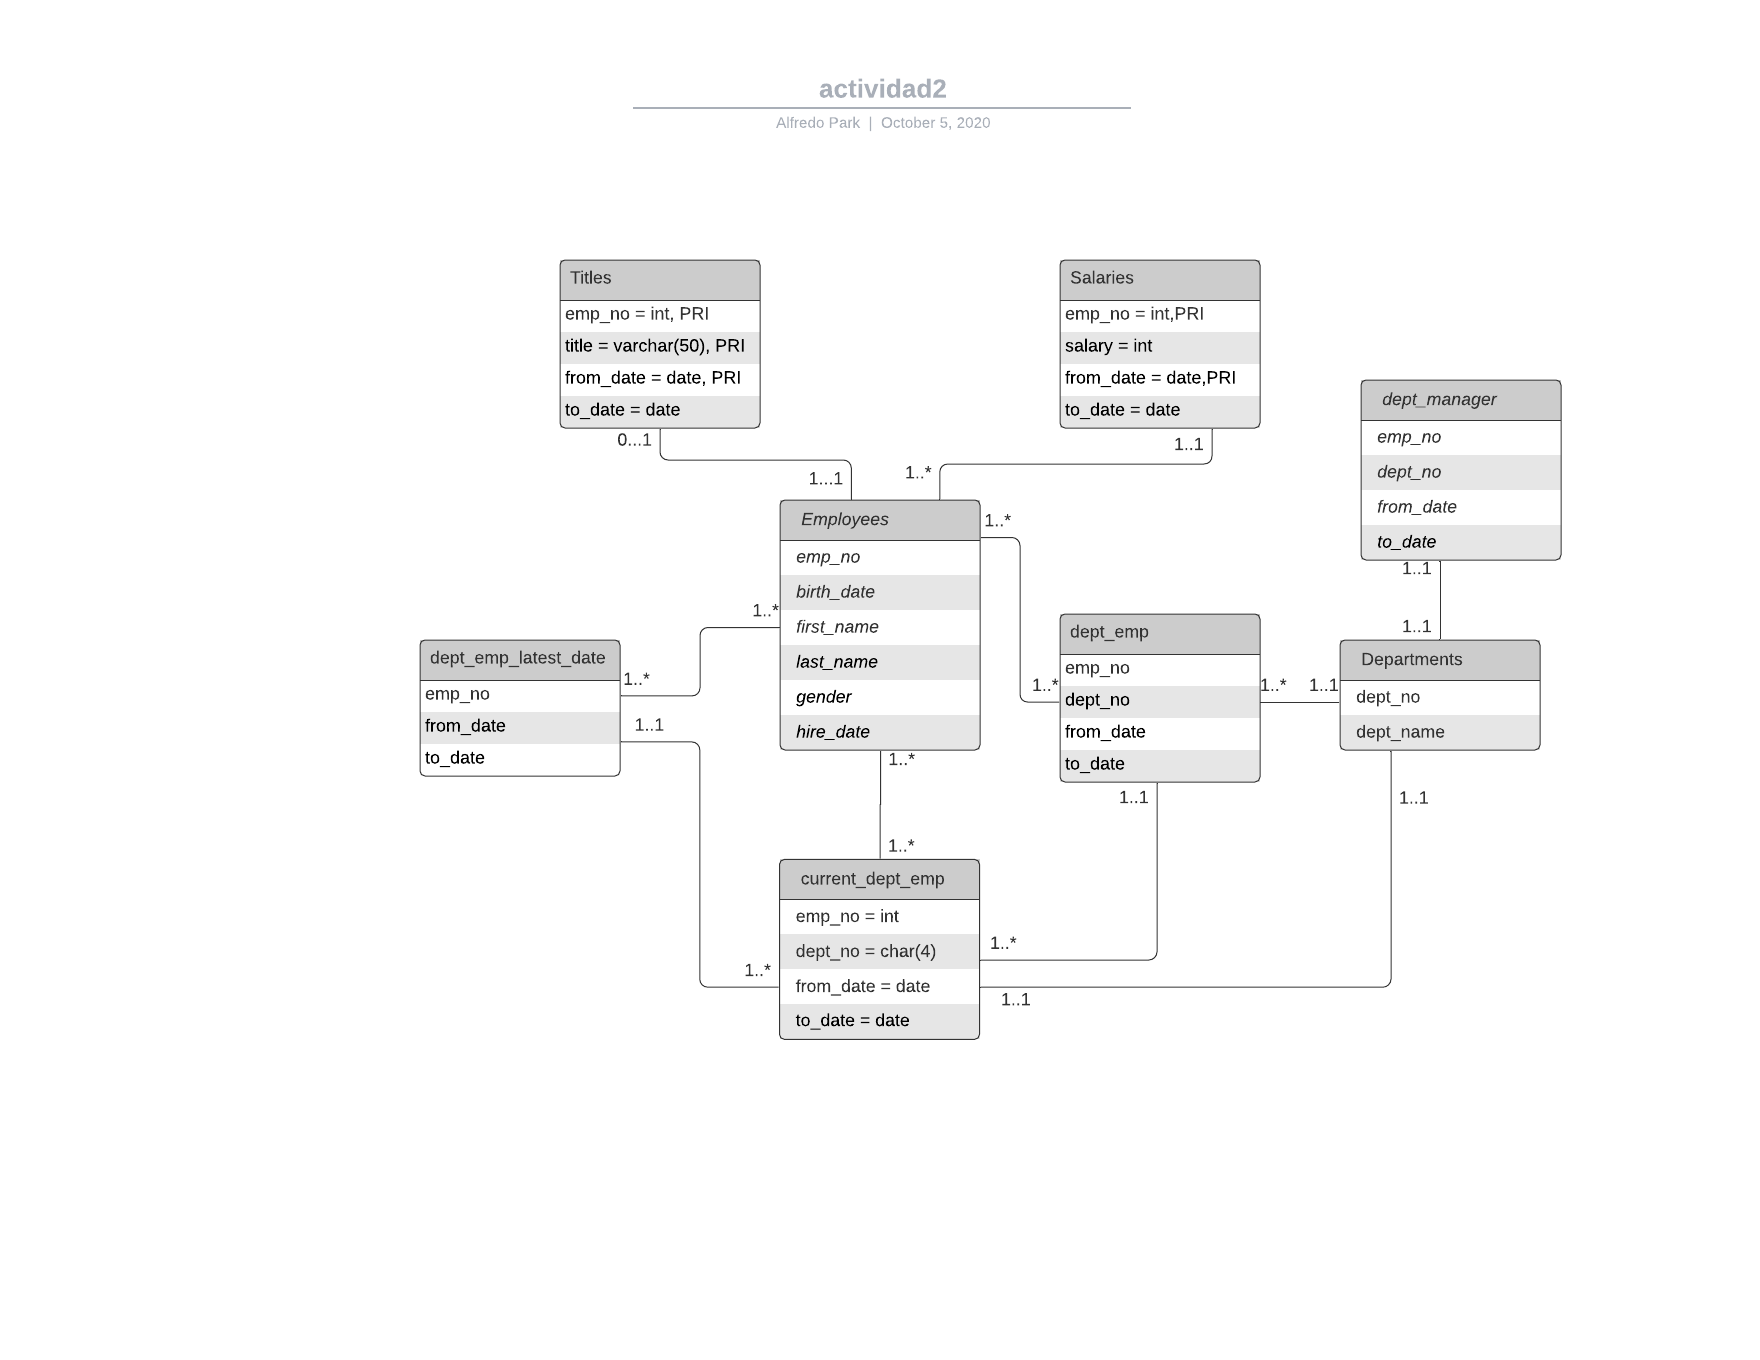 actividad2
Alfredo Park | October 5, 2020
Titles
emp_no = int, PRI
title = varchar(50), PRI
from_date = date, PRI
to_date = date
0...1
1...1
Salaries
emp_no = int,PRI
salary = int
from_date = date,PRI
to_date = date
1..1
1..*
dept_manager
emp_no
dept_no
from_date
to_date
1..1
1..1
Employees
emp_no
birth_date
first_name
last_name
gender
hire_date
1..*
1..*
1..*
1..*
dept_emp_latest_date
emp_no
from_date
to_date
1..*
1..1
dept_emp
emp_no
dept_no
from_date
to_date
1..*
1..1
1..1
Departments
dept_no
dept_name
1..1
1..*
current_dept_emp
emp_no = int
dept_no = char(4)
from_date = date
to_date = date
1..*
1..*
1..1